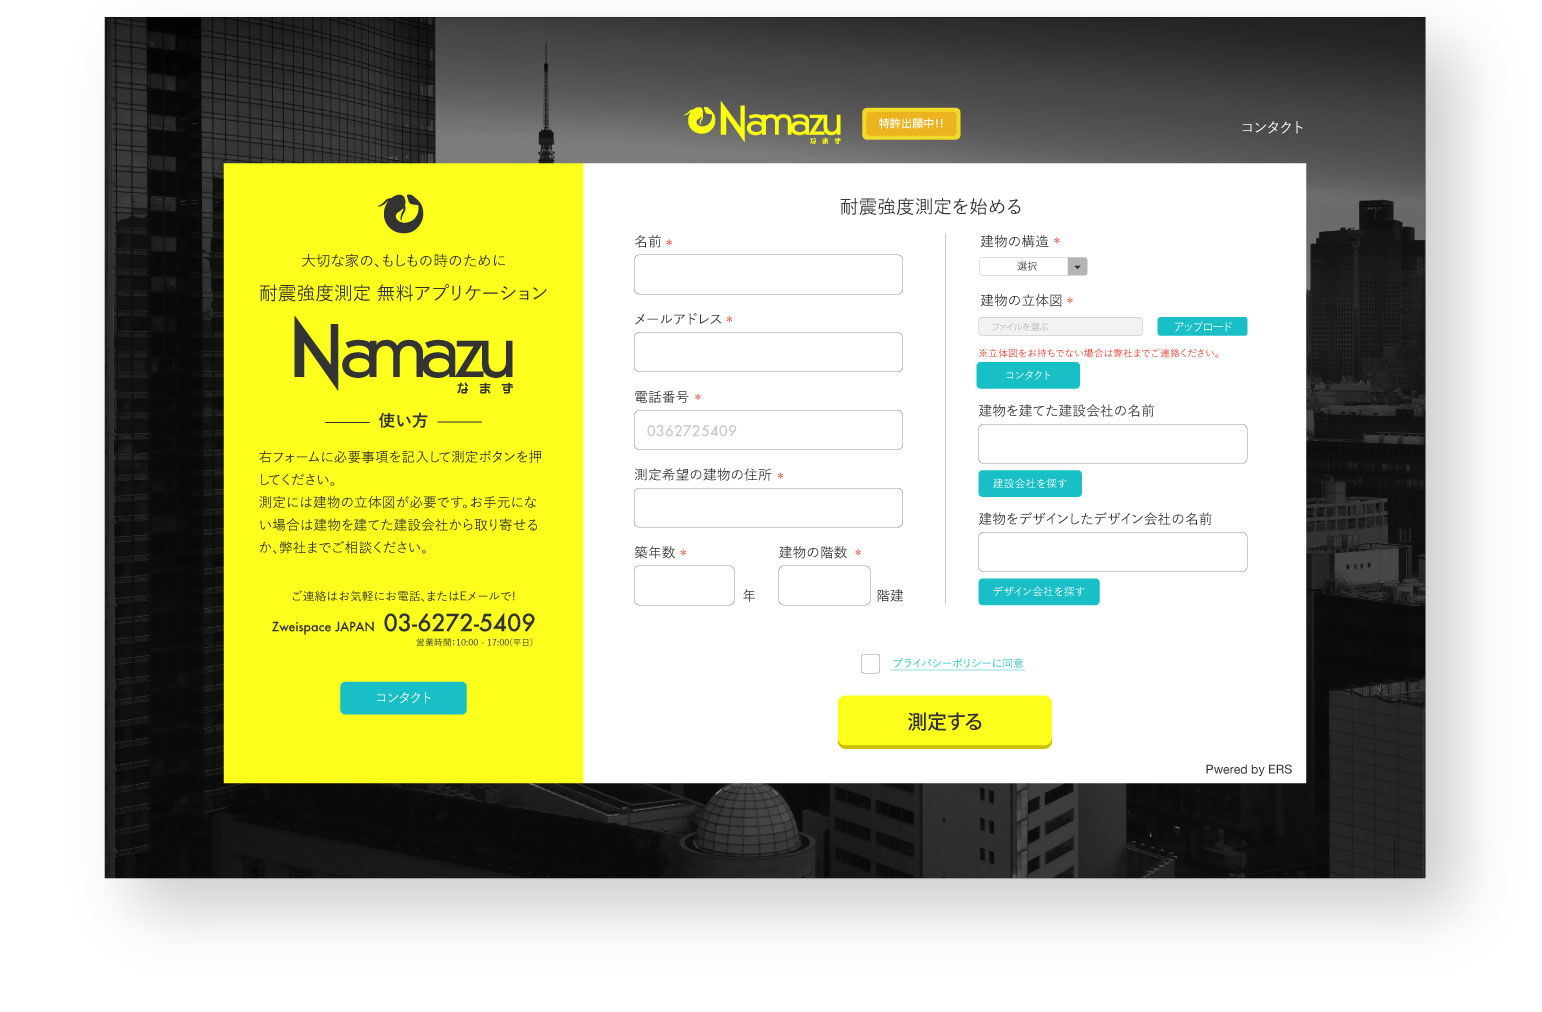 Namazu
なまず
特許出願中!!
コンタクト
大切な家の、もしもの時のために
耐震強度測定 無料アプリケーション
Namazu
なまず
使い方
右フォームに必要事項を記入して測定ボタンを押
してください。
測定には建物の立体図が必要です。お手元にな
い場合は建物を建てた建設会社から取り寄せる
か、弊社までご相談ください。
ご連絡はお気軽にお電話、またはEメールで!
Zweispace JAPAN 03-6272-5409
営業時間：10:00 - 17:00(平日)
コンタクト
耐震強度測定を始める
名前 *
メールアドレス *
電話番号 *
0362725409
測定希望の建物の住所 *
築年数 * 建物の階数 *
年 階建
建物の構造 *
選択
建物の立体図 *
ファイルを選ぶ アップロード
※立体図をお持ちでない場合は弊社までご連絡ください。
コンタクト
建物を建てた建設会社の名前
建設会社を探す
建物をデザインしたデザイン会社の名前
デザイン会社を探す
プライバシーポリシーに同意
測定する
Pwered by ERS